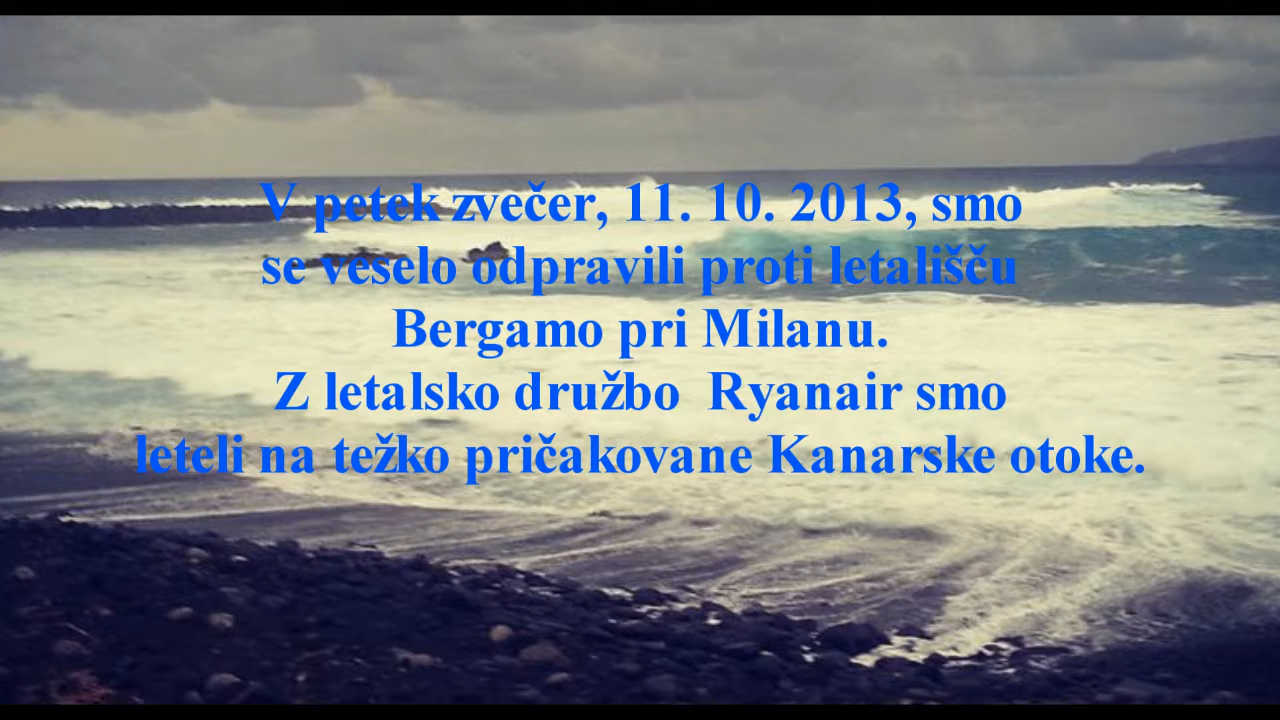 V petek zvečer, 11. 10. 2013, smo
se veselo odpravili proti letališču
Bergamo pri Milanu.
Z letalsko družbo  Ryanair smo
leteli na težko pričakovane Kanarske otoke.